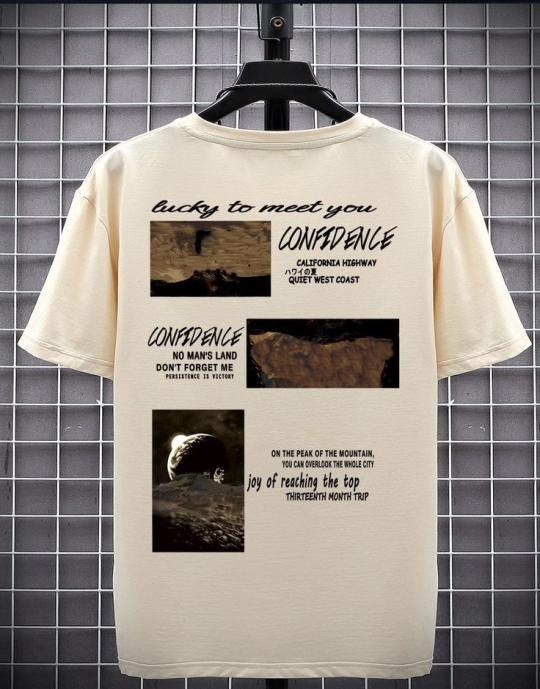 lucky to meet you
CONFIDENCE
CALIFORNIA HIGHWAY
ハワイの夏
QUIET WEST COAST
CONFIDENCE
NO MAN'S LAND
DON'T FORGET ME
PERSISTENCE IS VICTORY
ON THE PEAK OF THE MOUNTAIN,
YOU CAN OVERLOOK THE WHOLE CITY
joy of reaching the top
THIRTEENTH MONTH TRIP